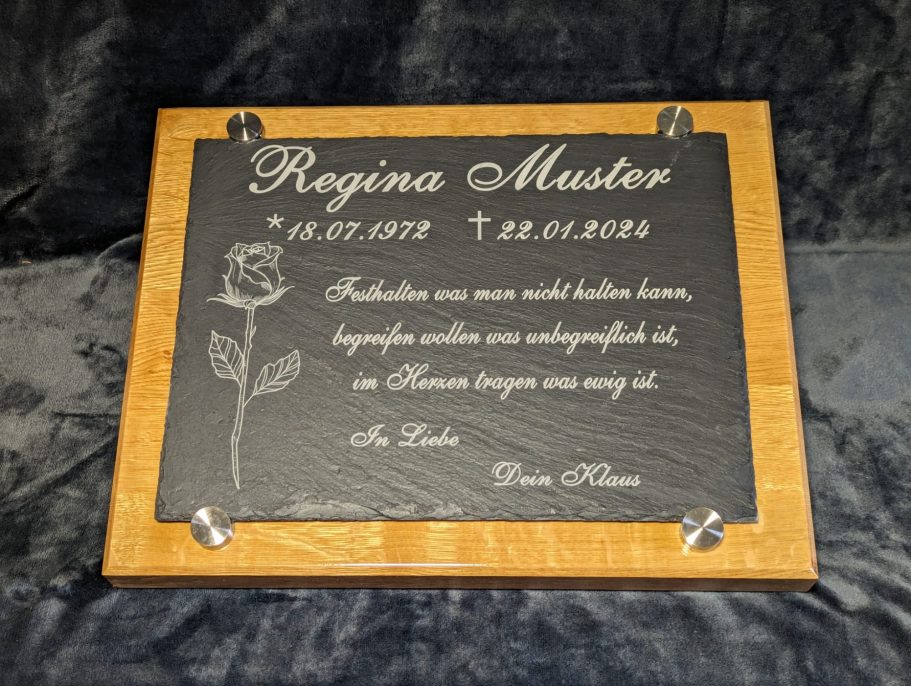 Regina Muster
*18.07.1972 †22.01.2024
Festhalten was man nicht halten kann,
begreifen wollen was unbegreiflich ist,
im Herzen tragen was ewig ist.
In Liebe
Dein Klaus